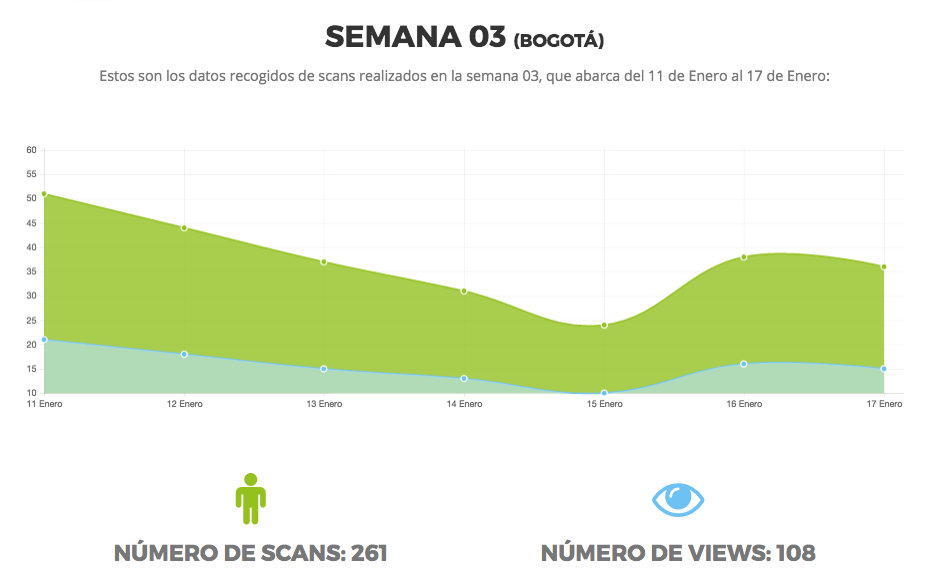 SEMANA 03 (BOGOTÁ)
Estos son los datos recogidos de scans realizados en la semana 03, que abarca del 11 de Enero al 17 de Enero:
60
55
50
45
40
35
30
25
20
15
10
11 Enero 12 Enero 13 Enero 14 Enero 15 Enero 16 Enero 17 Enero
NÚMERO DE SCANS: 261 NÚMERO DE VIEWS: 108